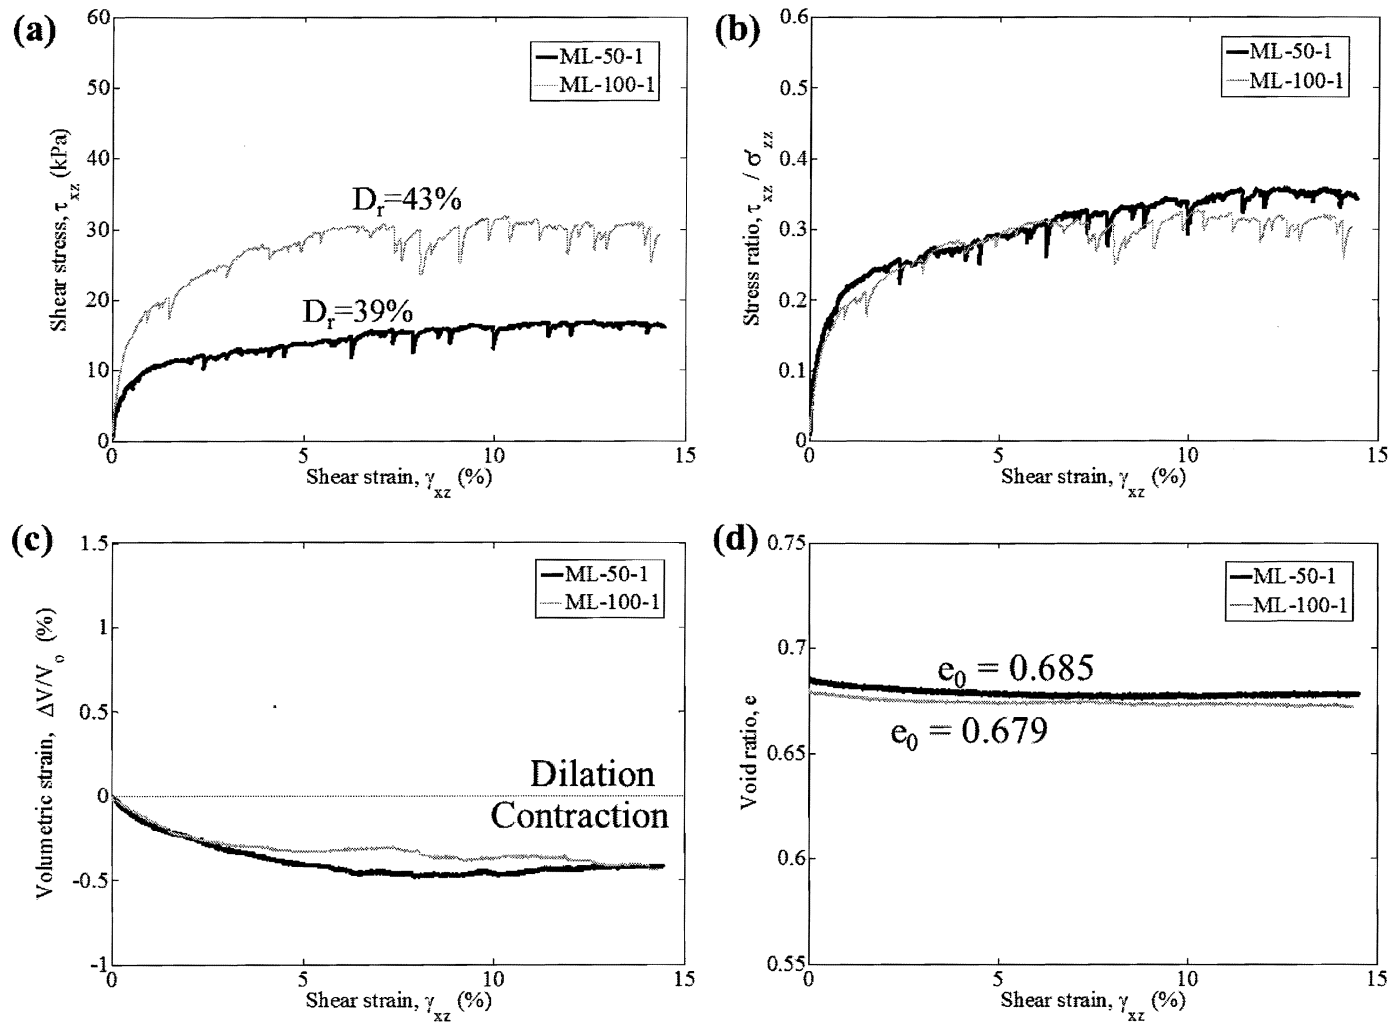 (a)
60
50
40
30
20
10
0
0
5
10
15
Shear stress, τxz (kPa)
Shear strain, γxz (%)
ML-50-1
ML-100-1
Dr=43%
Dr=39%
(b)
0.6
0.5
0.4
0.3
0.2
0.1
0
0
5
10
15
Stress ratio, τxz / σ'zz
Shear strain, γxz (%)
ML-50-1
ML-100-1
(c)
1.5
1
0.5
0
-0.5
-1
0
5
10
15
Volumetric strain, ΔV/Vo (%)
Shear strain, γxz (%)
ML-50-1
ML-100-1
Dilation
Contraction
(d)
0.75
0.7
0.65
0.6
0.55
0
5
10
15
Void ratio, e
Shear strain, γxz (%)
ML-50-1
ML-100-1
e0 = 0.685
e0 = 0.679